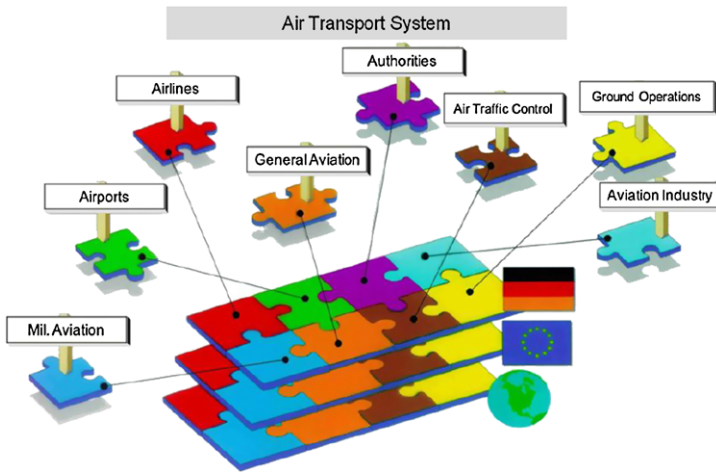 Air Transport System
Authorities
Airlines
Ground Operations
Air Traffic Control
General Aviation
Airports
Aviation Industry
Mil. Aviation